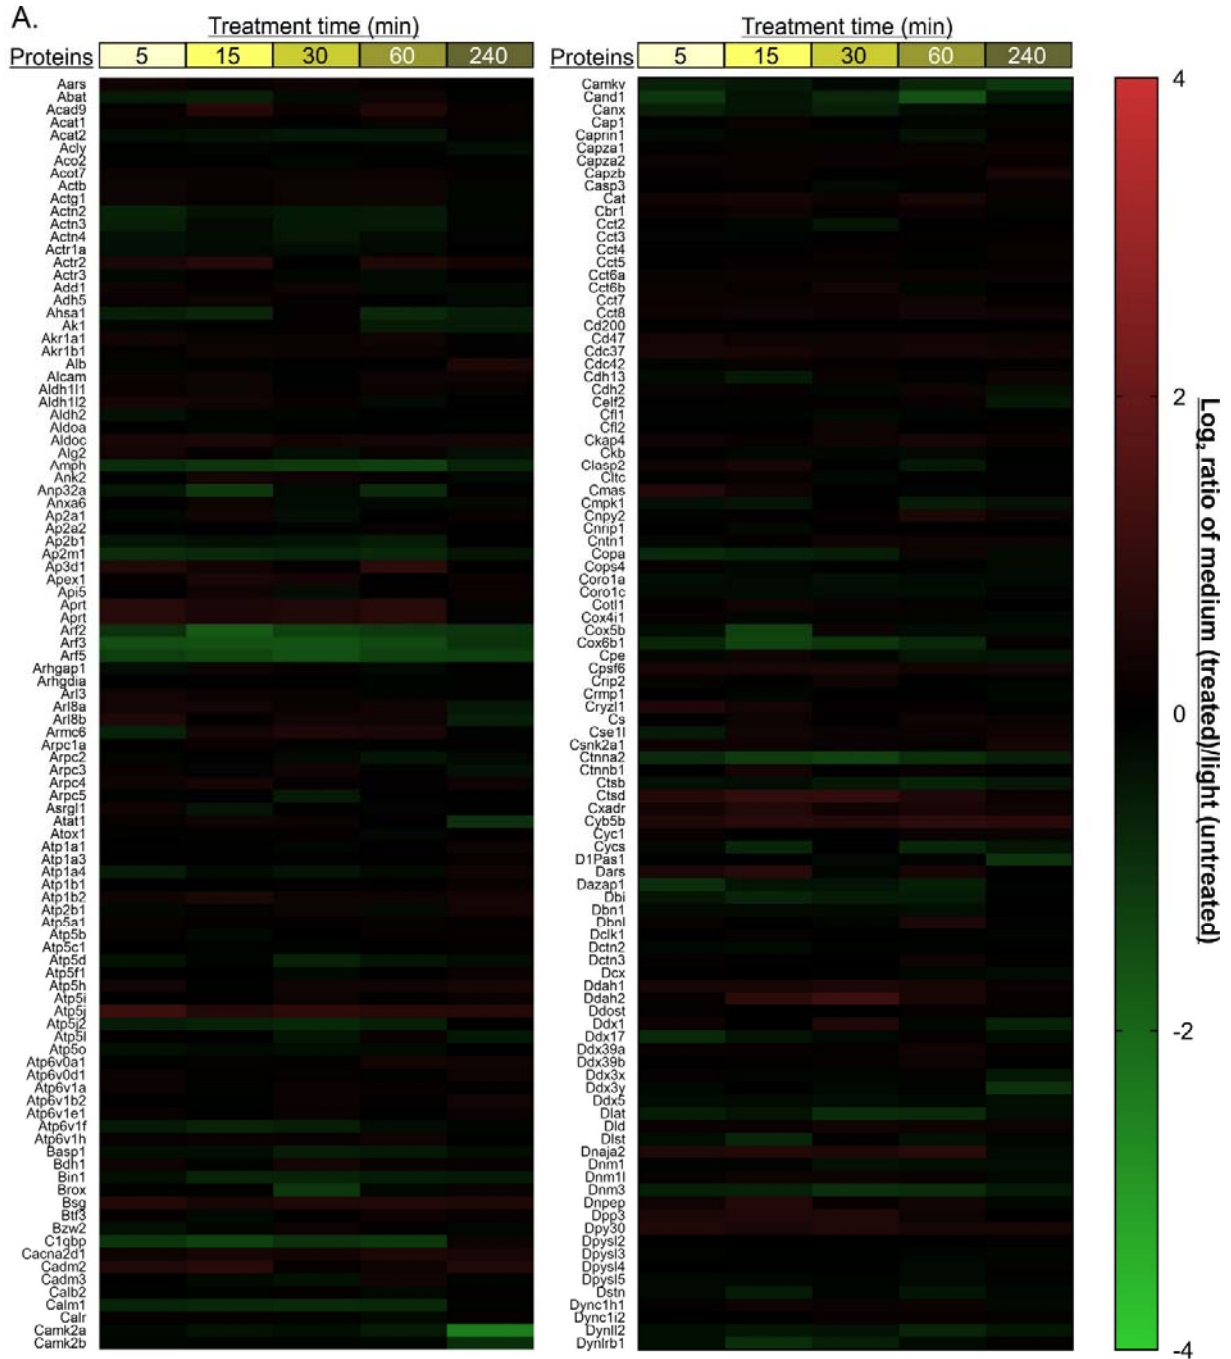 A.
Treatment time (min)
Proteins 5 15 30 60 240
Aars
Abat
Acad9
Acat1
Acat2
Acly
Aco2
Acot7
Actb
Actg1
Actn2
Actn3
Actn4
Actr1a
Actr2
Actr3
Add1
Adh5
Ahsa1
Ak1
Akr1a1
Akr1b1
Alb
Alcam
Aldh1l1
Aldh1l2
Aldh2
Aldoa
Aldoc
Alg2
Amph
Ank2
Anp32a
Anxa6
Ap2a1
Ap2a2
Ap2b1
Ap2m1
Ap3d1
Apex1
Api5
Aprt
Aprt
Arf2
Arf3
Arf5
Arhgap1
Arhgdia
Arl3
Arl8a
Arl8b
Armc6
Arpc1a
Arpc2
Arpc3
Arpc4
Arpc5
Asrgl1
Atat1
Atox1
Atp1a1
Atp1a3
Atp1a4
Atp1b1
Atp1b2
Atp2b1
Atp5a1
Atp5b
Atp5c1
Atp5d
Atp5f1
Atp5h
Atp5i
Atp5j
Atp5j2
Atp5l
Atp5o
Atp6v0a1
Atp6v0d1
Atp6v1a
Atp6v1b2
Atp6v1e1
Atp6v1f
Atp6v1h
Basp1
Bdh1
Bin1
Brox
Bsg
Btf3
Bzw2
C1qbp
Cacna2d1
Cadm2
Cadm3
Calb2
Calm1
Calr
Camk2a
Camk2b
Treatment time (min)
Proteins 5 15 30 60 240
Camkv
Cand1
Canx
Cap1
Caprin1
Capza1
Capza2
Capzb
Casp3
Cat
Cbr1
Cct2
Cct3
Cct4
Cct5
Cct6a
Cct6b
Cct7
Cct8
Cd200
Cd47
Cdc37
Cdc42
Cdh13
Cdh2
Celf2
Cfl1
Cfl2
Ckap4
Ckb
Clasp2
Cltc
Cmas
Cmpk1
Cnpy2
Cnrip1
Cntn1
Copa
Cops4
Coro1a
Coro1c
Cotl1
Cox4i1
Cox5b
Cox6b1
Cpe
Cpsf6
Crip2
Crmp1
Cryzl1
Cs
Cse1l
Csnk2a1
Ctnna2
Ctnnb1
Ctsb
Ctsd
Cxadr
Cyb5b
Cyc1
Cycs
D1Pas1
Dars
Dazap1
Dbi
Dbn1
Dbnl
Dclk1
Dctn2
Dctn3
Dcx
Ddah1
Ddah2
Ddost
Ddx1
Ddx17
Ddx39a
Ddx39b
Ddx3x
Ddx3y
Ddx5
Dlat
Dld
Dlst
Dnaja2
Dnm1
Dnm1l
Dnm3
Dnpep
Dpp3
Dpy30
Dpysl2
Dpysl3
Dpysl4
Dpysl5
Dstn
Dync1h1
Dync1i2
Dynll2
Dynlrb1
4
2
0
-2
-4
Log₂ ratio of medium (treated)/light (untreated)